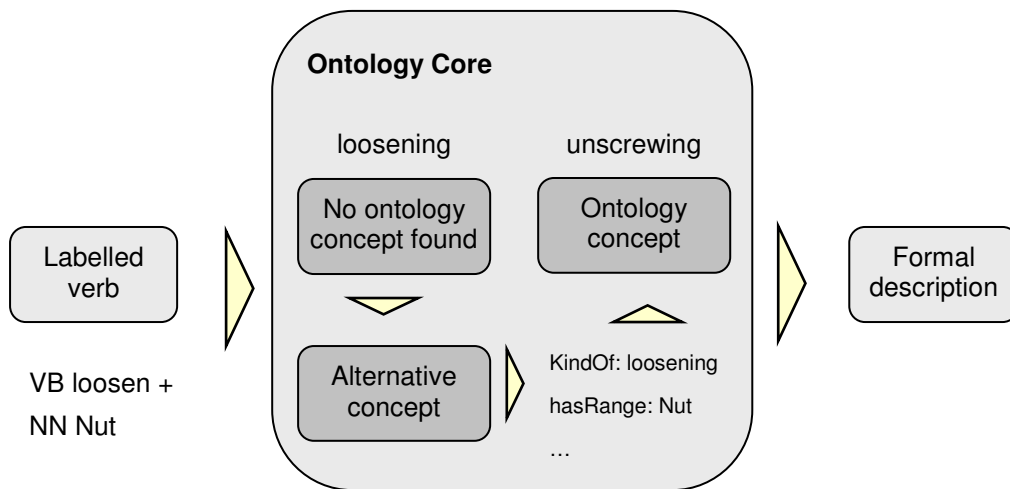 Ontology Core
loosening
unscrewing
No ontology
concept found
Ontology
concept
Labelled
verb
Formal
description
VB loosen +
NN Nut
Alternative
concept
KindOf: loosening
hasRange: Nut
…